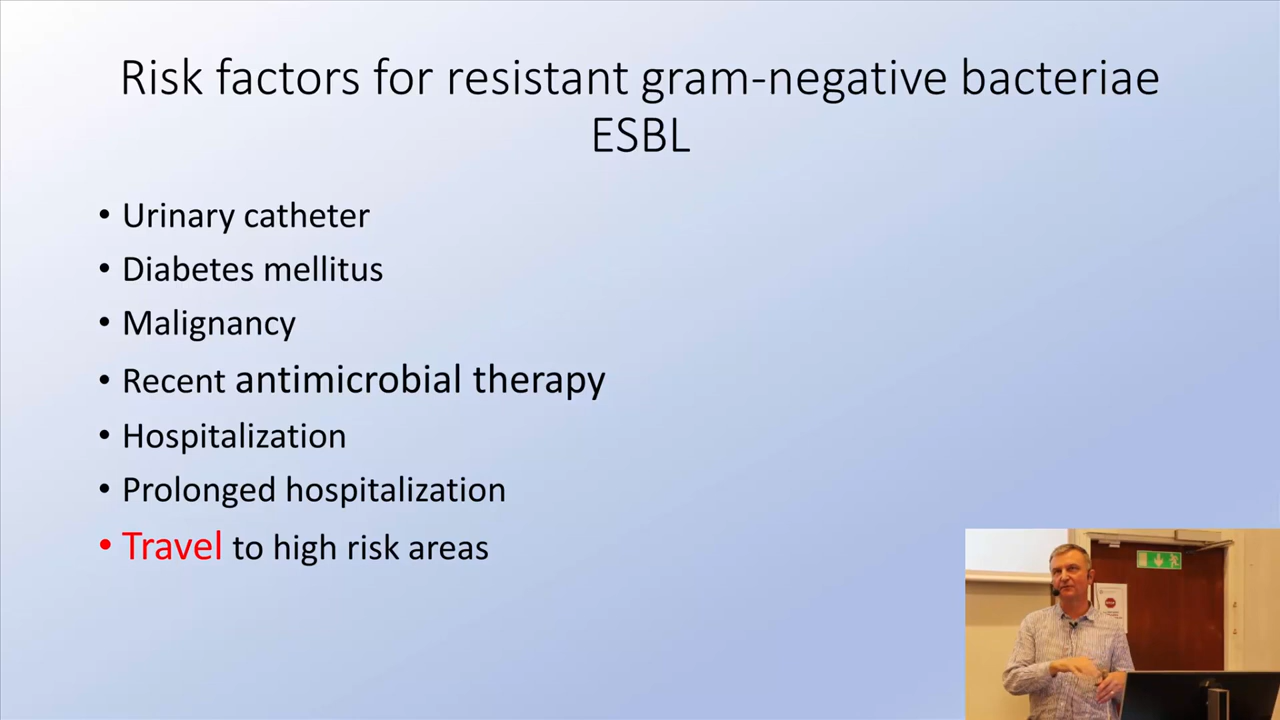 Risk factors for resistant gram-negative bacteriae
ESBL
• Urinary catheter
• Diabetes mellitus
• Malignancy
• Recent antimicrobial therapy
• Hospitalization
• Prolonged hospitalization
• Travel to high risk areas